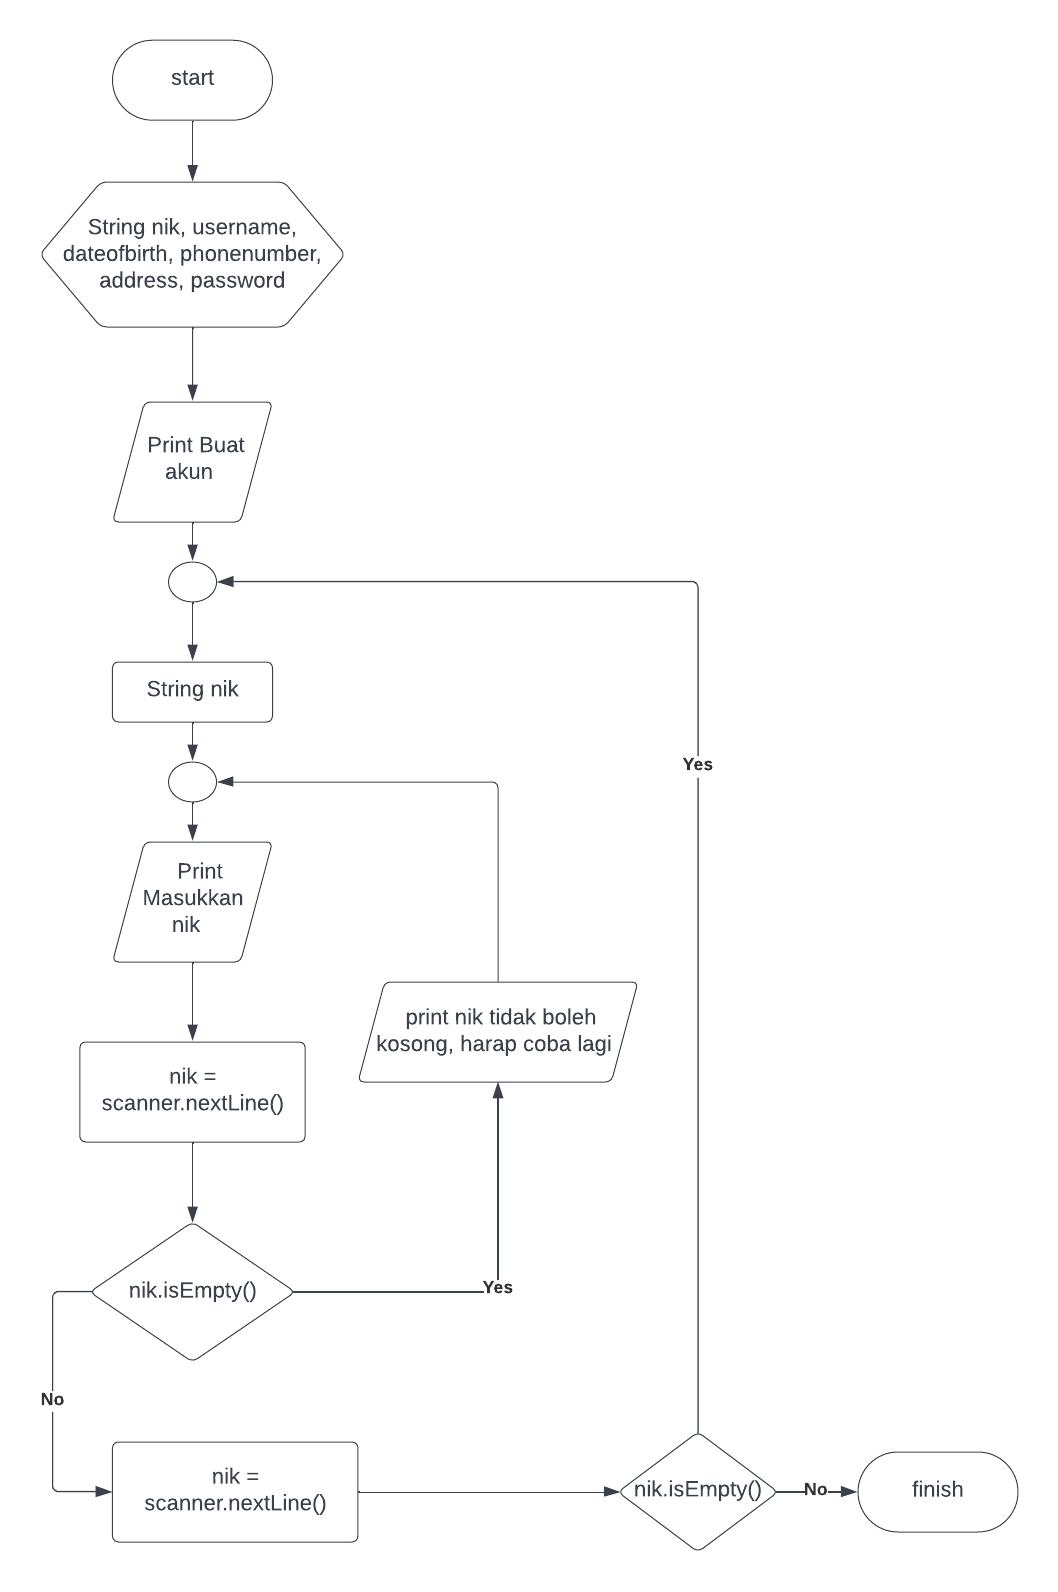 start
String nik, username,
dateofbirth, phonenumber,
address, password
Print Buat
akun
String nik
Yes
Print
Masukkan
nik
print nik tidak boleh
kosong, harap coba lagi
nik =
scanner.nextLine()
nik.isEmpty()
Yes
No
nik =
scanner.nextLine()
nik.isEmpty()
No
finish